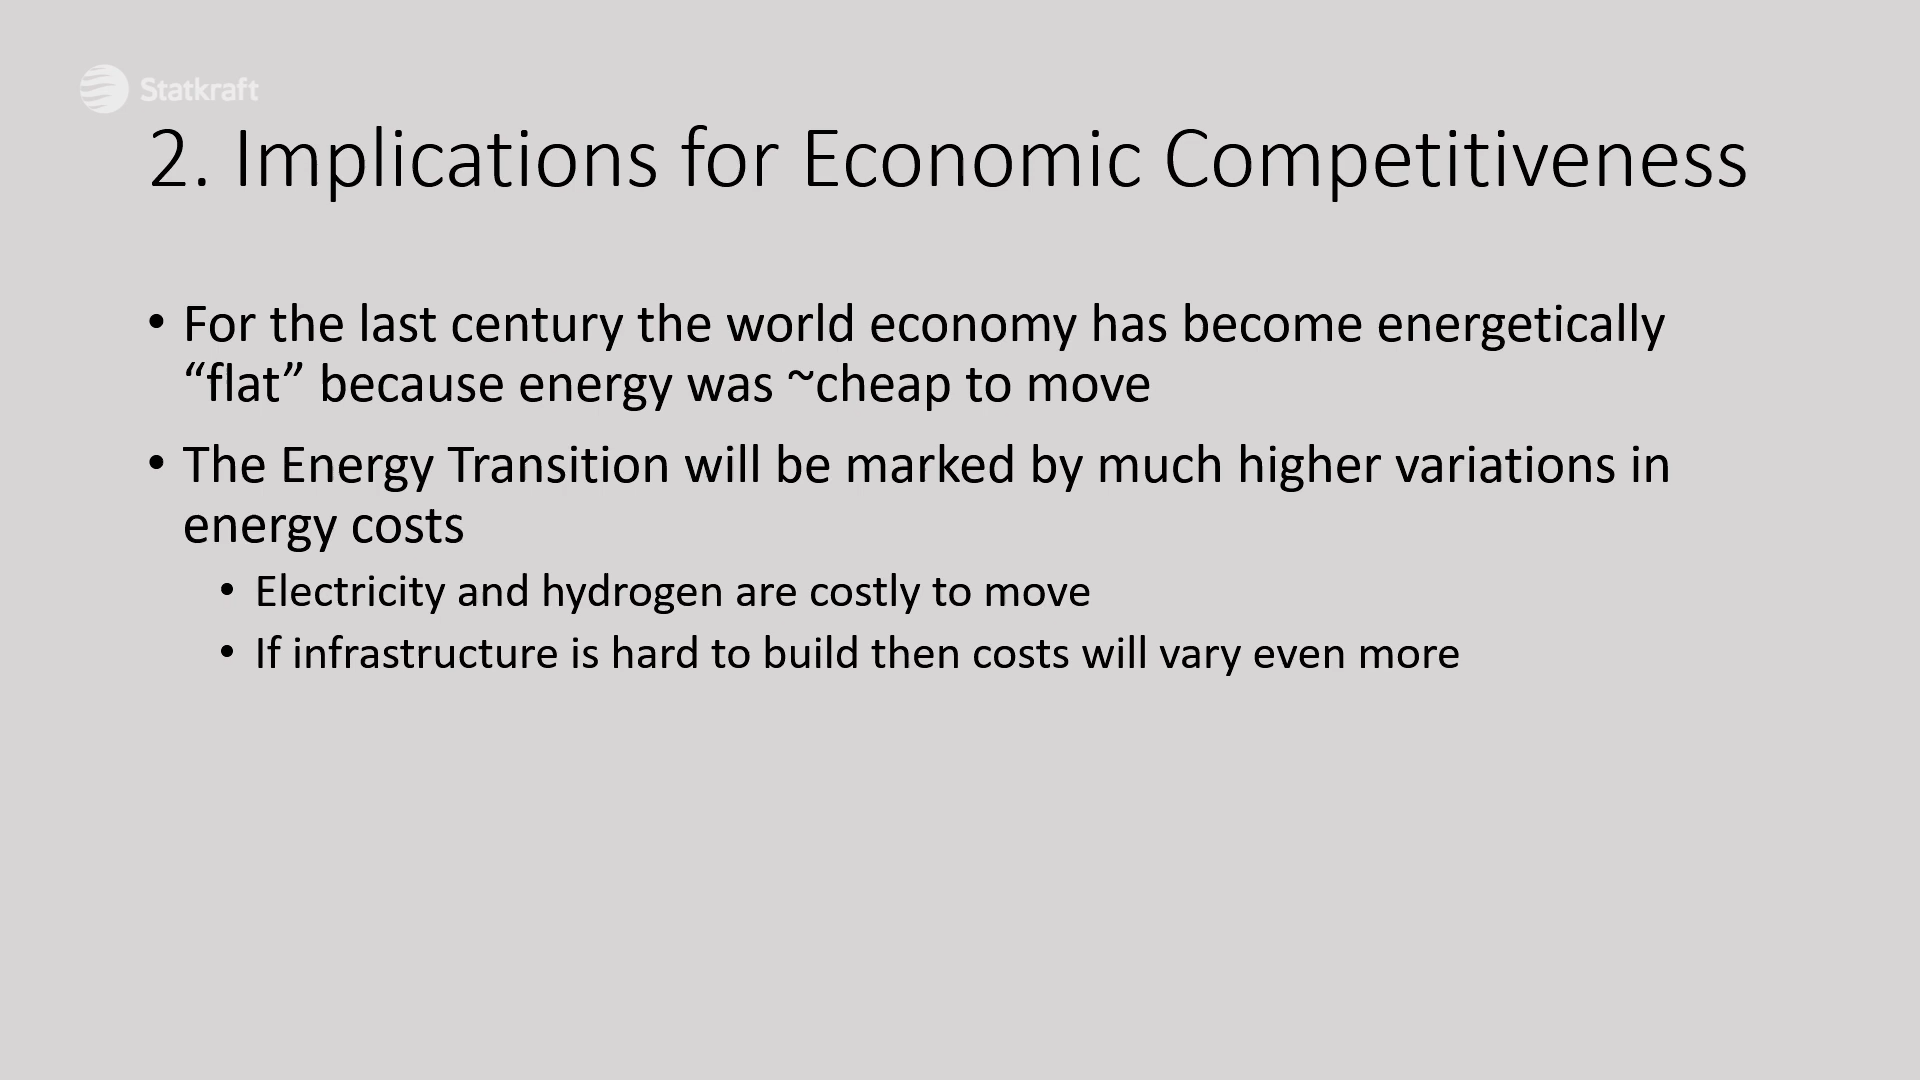 Statkraft
2. Implications for Economic Competitiveness
• For the last century the world economy has become energetically
“flat” because energy was ~cheap to move
• The Energy Transition will be marked by much higher variations in
energy costs
• Electricity and hydrogen are costly to move
• If infrastructure is hard to build then costs will vary even more